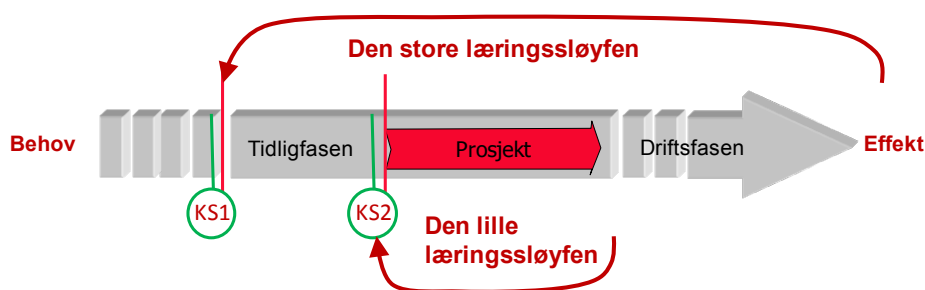 Den store læringssløyfen
Behov
Tidligfasen
Prosjekt
Driftsfasen
Effekt
KS1
KS2
Den lille
læringssløyfen